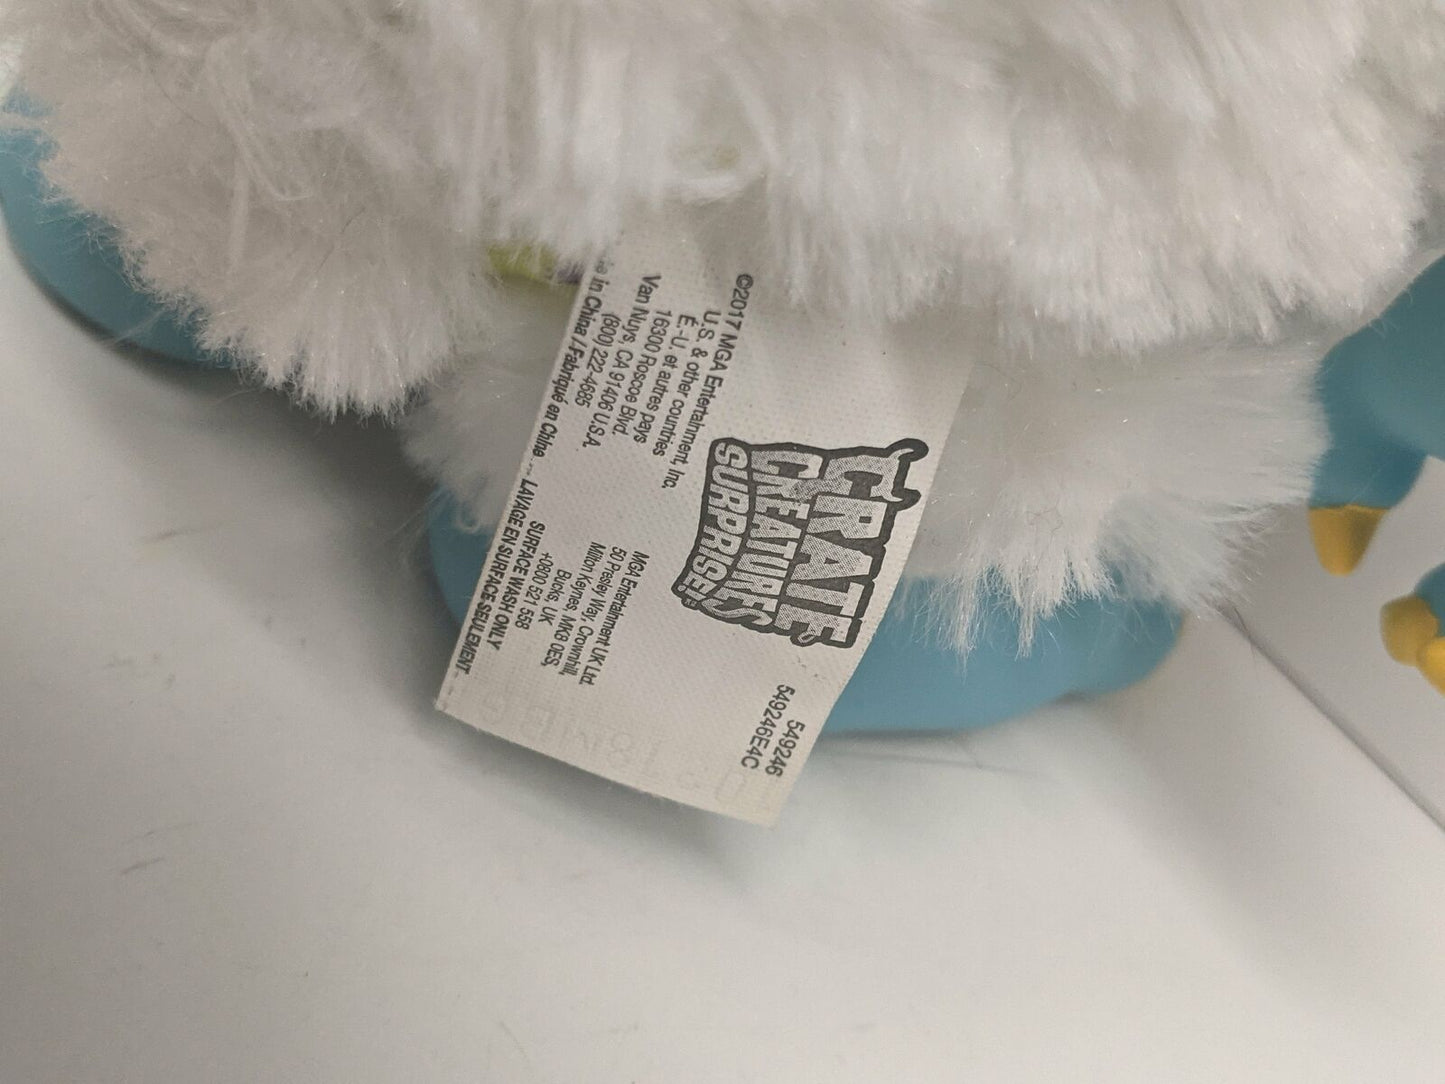 CRATE
CREATURES
SURPRISE!
549246
549246E4C
©2017 MGA Entertainment, Inc.
U.S. & other countries
É.-U. et autres pays
16300 Roscoe Blvd.
Van Nuys, CA 91406 U.S.A.
(800) 222-4685
in China / Fabriqué en Chine
MGA Entertainment UK Ltd.
50 Presley Way, Crownhill,
Milton Keynes, MK8 0ES,
Bucks, UK
+0800 521 558
SURFACE WASH ONLY
LAVAGE EN SURFACE SEULEMENT